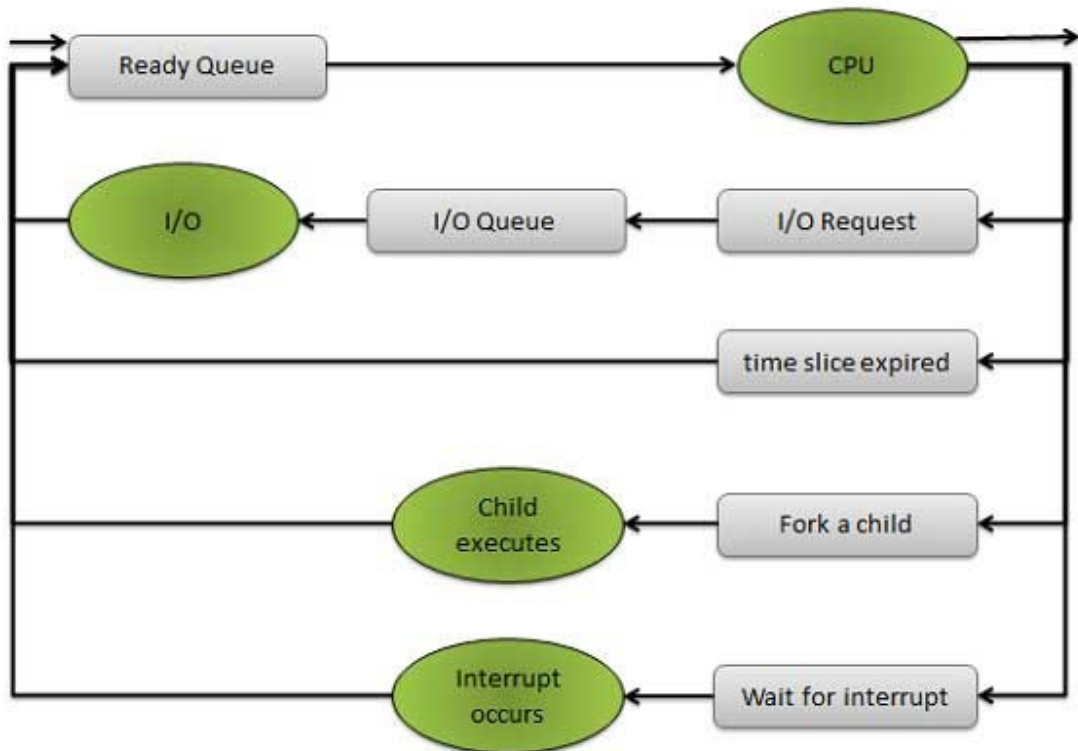 Ready Queue
CPU
I/O
I/O Queue
I/O Request
time slice expired
Child
executes
Fork a child
Interrupt
occurs
Wait for interrupt